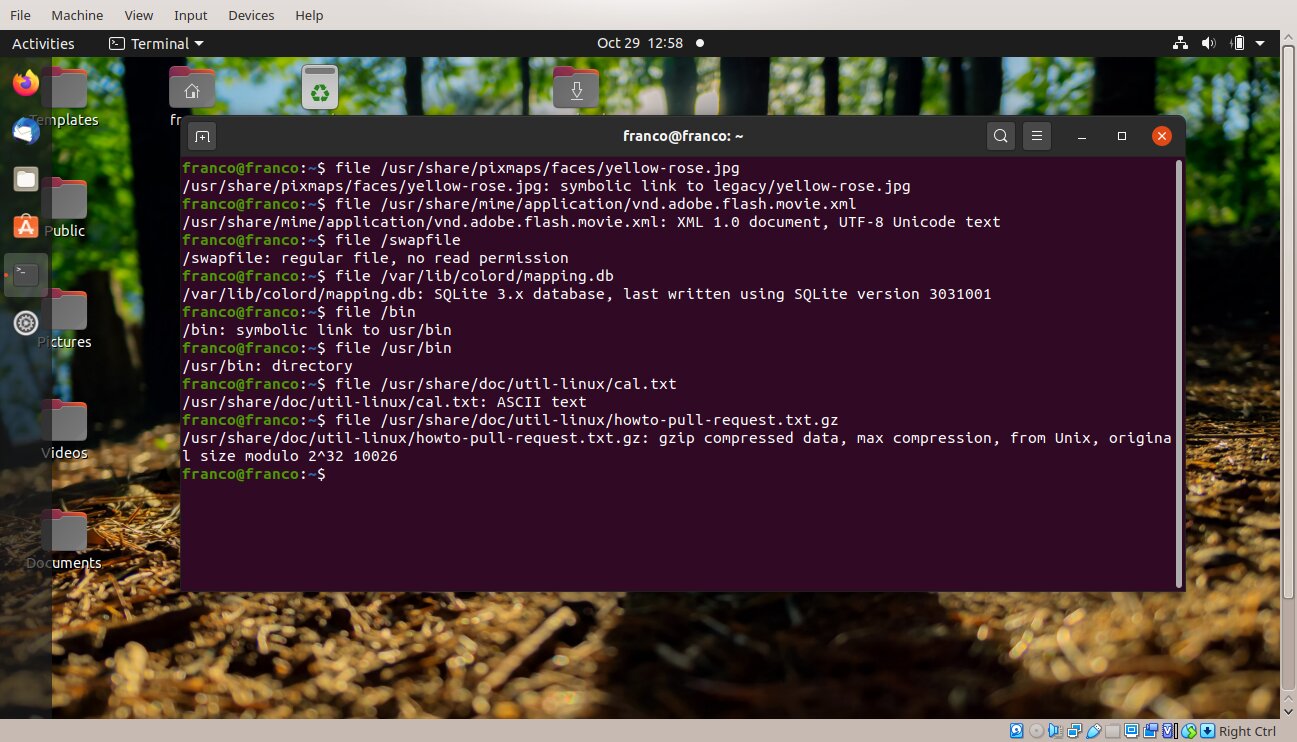 File Machine View Input Devices Help
Activities Terminal Oct 29 12:58
Templates
Public
Pictures
Videos
Documents
franco@franco: ~
franco@franco:~$ file /usr/share/pixmaps/faces/yellow-rose.jpg
/usr/share/pixmaps/faces/yellow-rose.jpg: symbolic link to legacy/yellow-rose.jpg
franco@franco:~$ file /usr/share/mime/application/vnd.adobe.flash.movie.xml
/usr/share/mime/application/vnd.adobe.flash.movie.xml: XML 1.0 document, UTF-8 Unicode text
franco@franco:~$ file /swapfile
/swapfile: regular file, no read permission
franco@franco:~$ file /var/lib/colord/mapping.db
/var/lib/colord/mapping.db: SQLite 3.x database, last written using SQLite version 3031001
franco@franco:~$ file /bin
/bin: symbolic link to usr/bin
franco@franco:~$ file /usr/bin
/usr/bin: directory
franco@franco:~$ file /usr/share/doc/util-linux/cal.txt
/usr/share/doc/util-linux/cal.txt: ASCII text
franco@franco:~$ file /usr/share/doc/util-linux/howto-pull-request.txt.gz
/usr/share/doc/util-linux/howto-pull-request.txt.gz: gzip compressed data, max compression, from Unix, origina
l size modulo 2^32 10026
franco@franco:~$
Right Ctrl